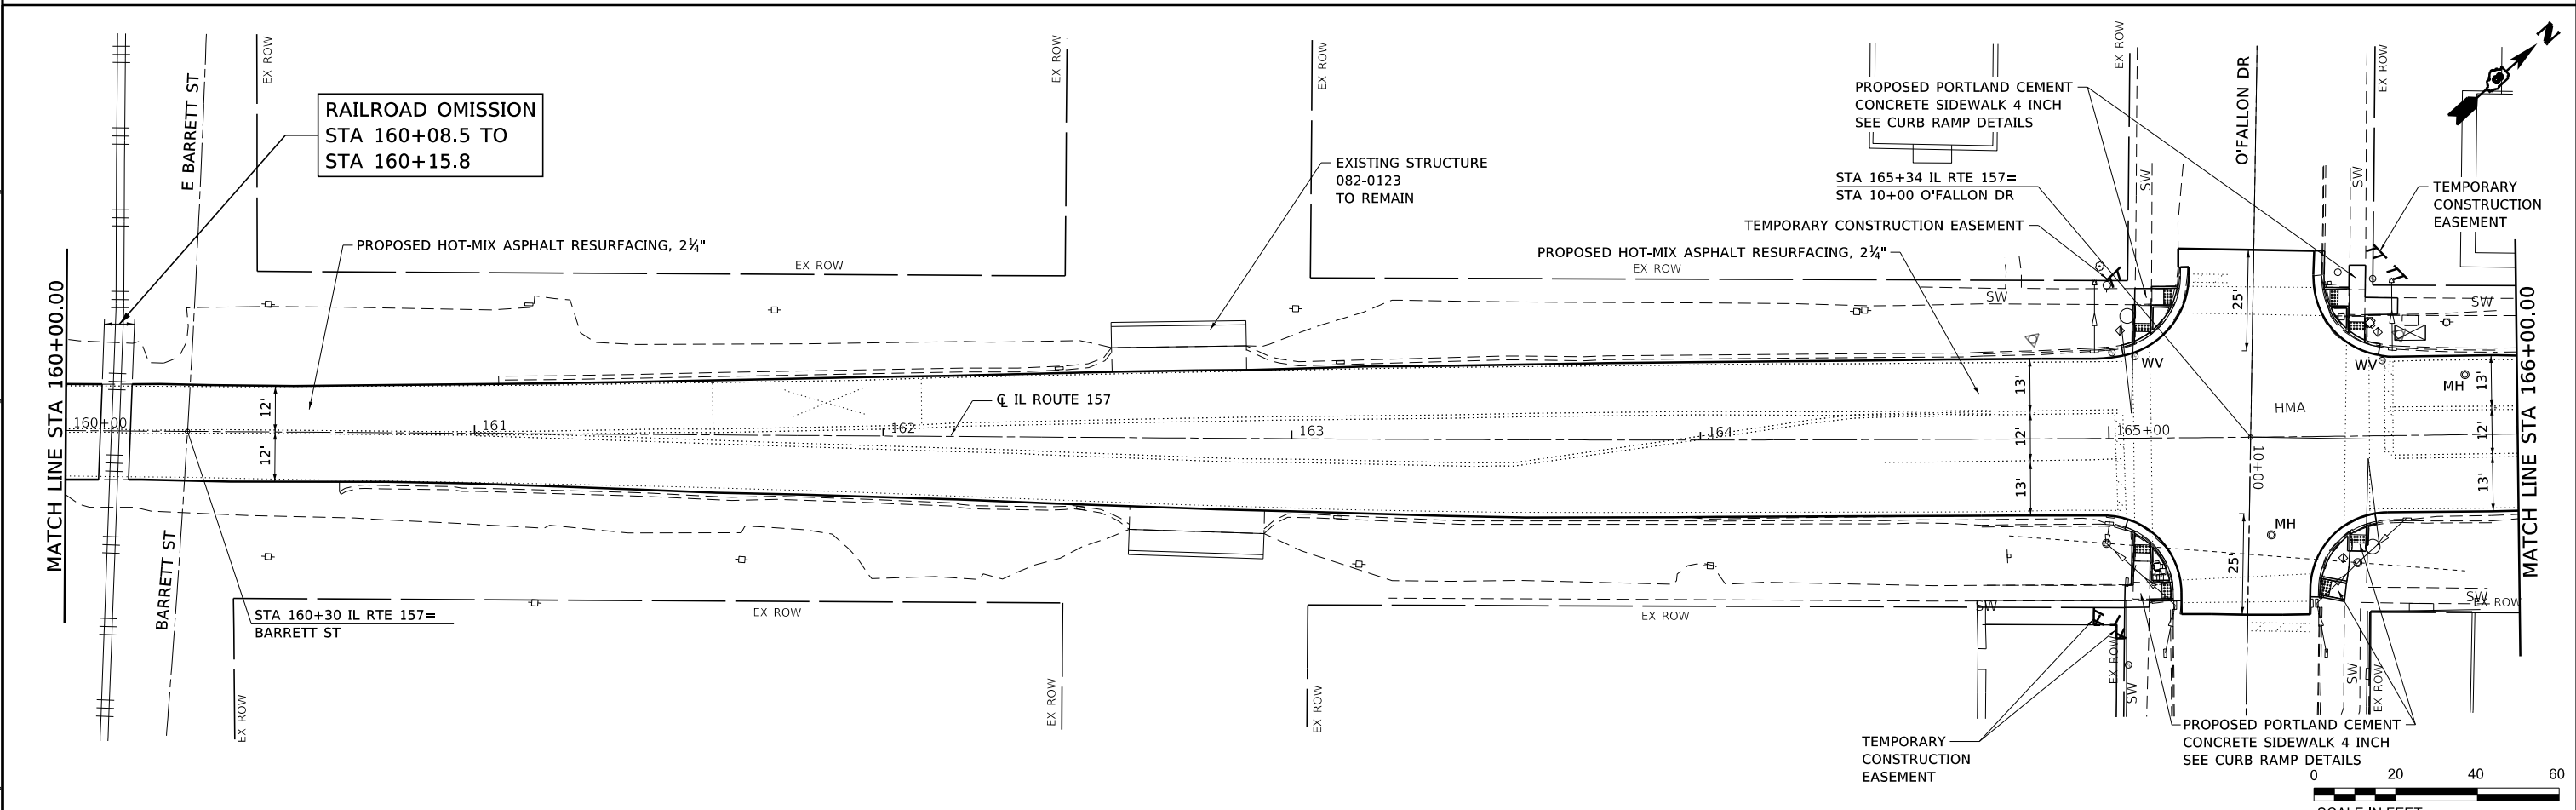 N
RAILROAD OMISSION
STA 160+08.5 TO
STA 160+15.8
E BARRETT ST
EX ROW
EX ROW
EX ROW
EX ROW
EX ROW
O'FALLON DR
PROPOSED PORTLAND CEMENT
CONCRETE SIDEWALK 4 INCH
SEE CURB RAMP DETAILS
EXISTING STRUCTURE
082-0123
TO REMAIN
STA 165+34 IL RTE 157=
STA 10+00 O'FALLON DR
SW
SW
TEMPORARY
CONSTRUCTION
EASEMENT
TEMPORARY CONSTRUCTION EASEMENT
PROPOSED HOT-MIX ASPHALT RESURFACING, 2¼"
PROPOSED HOT-MIX ASPHALT RESURFACING, 2¼"
EX ROW
EX ROW
SW
SW
25'
MATCH LINE STA 160+00.00
MATCH LINE STA 166+00.00
WV
WV
MH
12'
13'
13'
℄ IL ROUTE 157
HMA
160+00
161
162
163
164
165+00
12'
12'
12'
10+00
13'
13'
MH
25'
BARRETT ST
STA 160+30 IL RTE 157=
BARRETT ST
EX ROW
EX ROW
SW
SW
EX ROW
EX ROW
EX ROW
EX ROW
EX ROW
SW
SW
EX ROW
TEMPORARY
CONSTRUCTION
EASEMENT
PROPOSED PORTLAND CEMENT
CONCRETE SIDEWALK 4 INCH
SEE CURB RAMP DETAILS
0 20 40 60
SCALE IN FEET